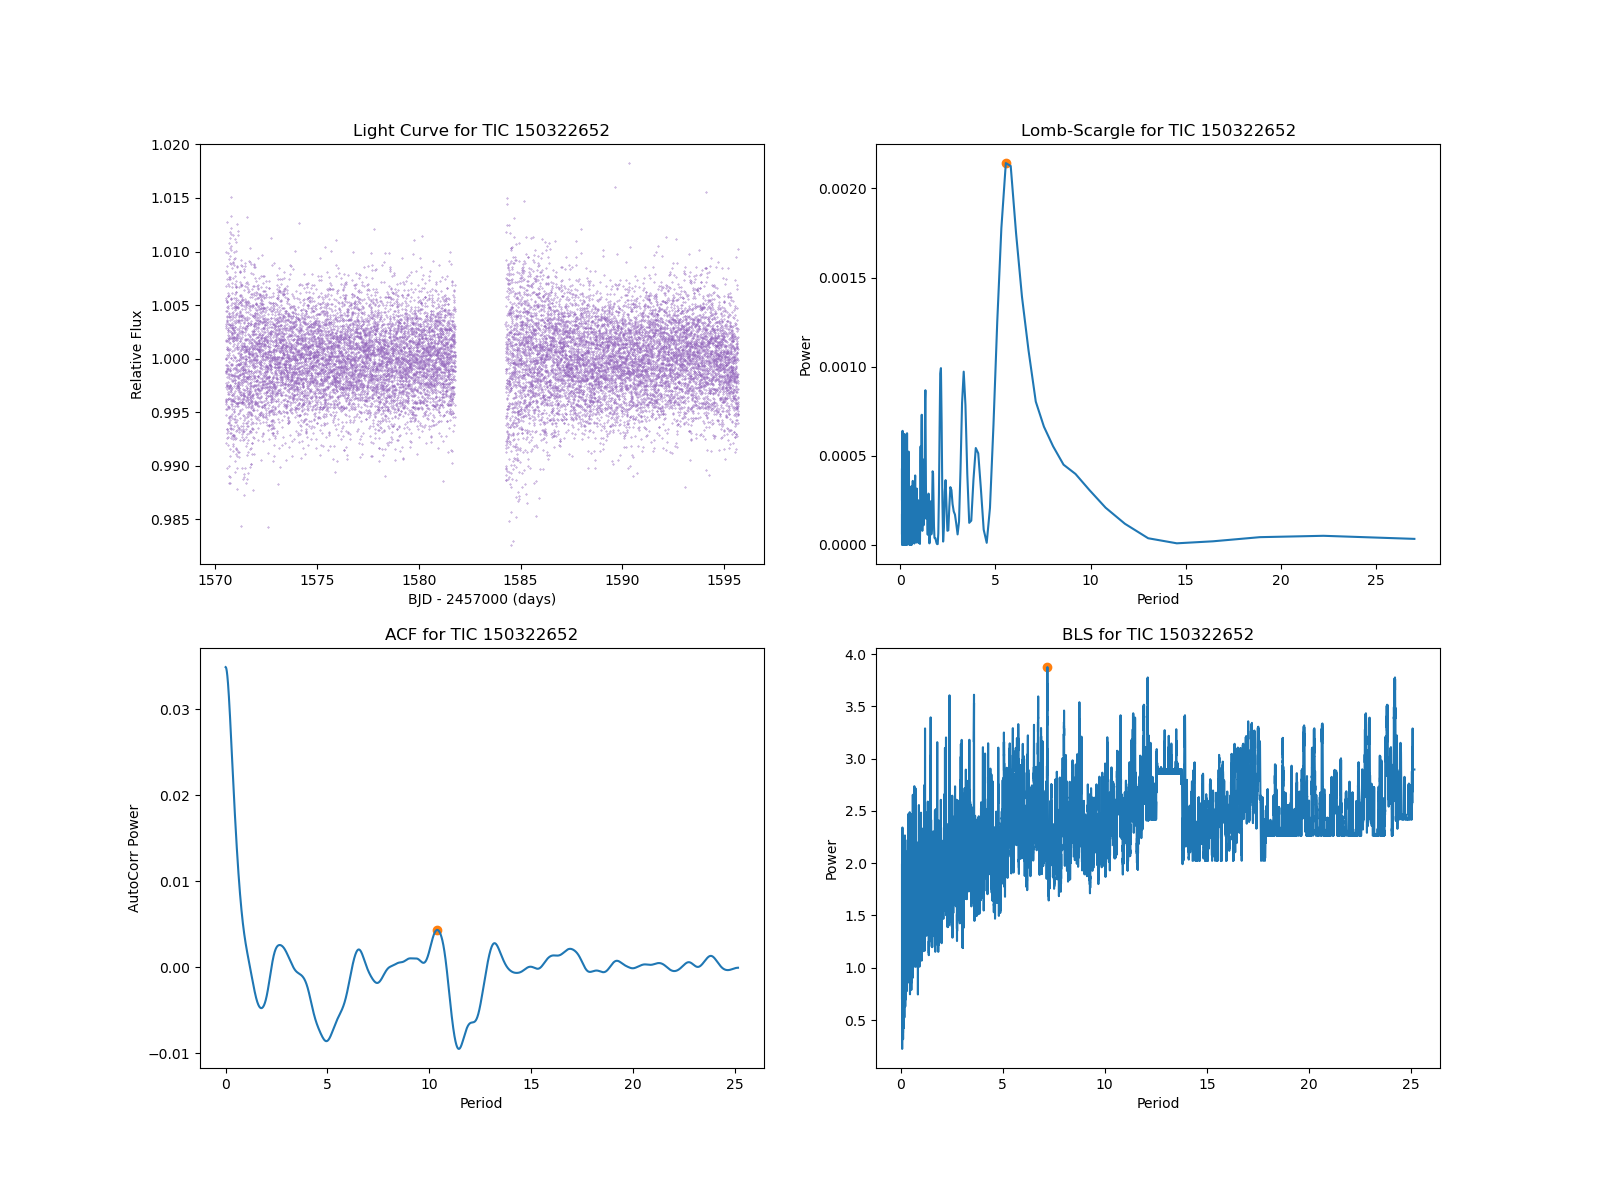 Light Curve for TIC 150322652
1.020
1.015
1.010
1.005
1.000
0.995
0.990
0.985
Relative Flux
1570 1575 1580 1585 1590 1595
BJD - 2457000 (days)
Lomb-Scargle for TIC 150322652
0.0020
0.0015
0.0010
0.0005
0.0000
Power
0 5 10 15 20 25
Period
ACF for TIC 150322652
0.03
0.02
0.01
0.00
−0.01
AutoCorr Power
0 5 10 15 20 25
Period
BLS for TIC 150322652
4.0
3.5
3.0
2.5
2.0
1.5
1.0
0.5
Power
0 5 10 15 20 25
Period